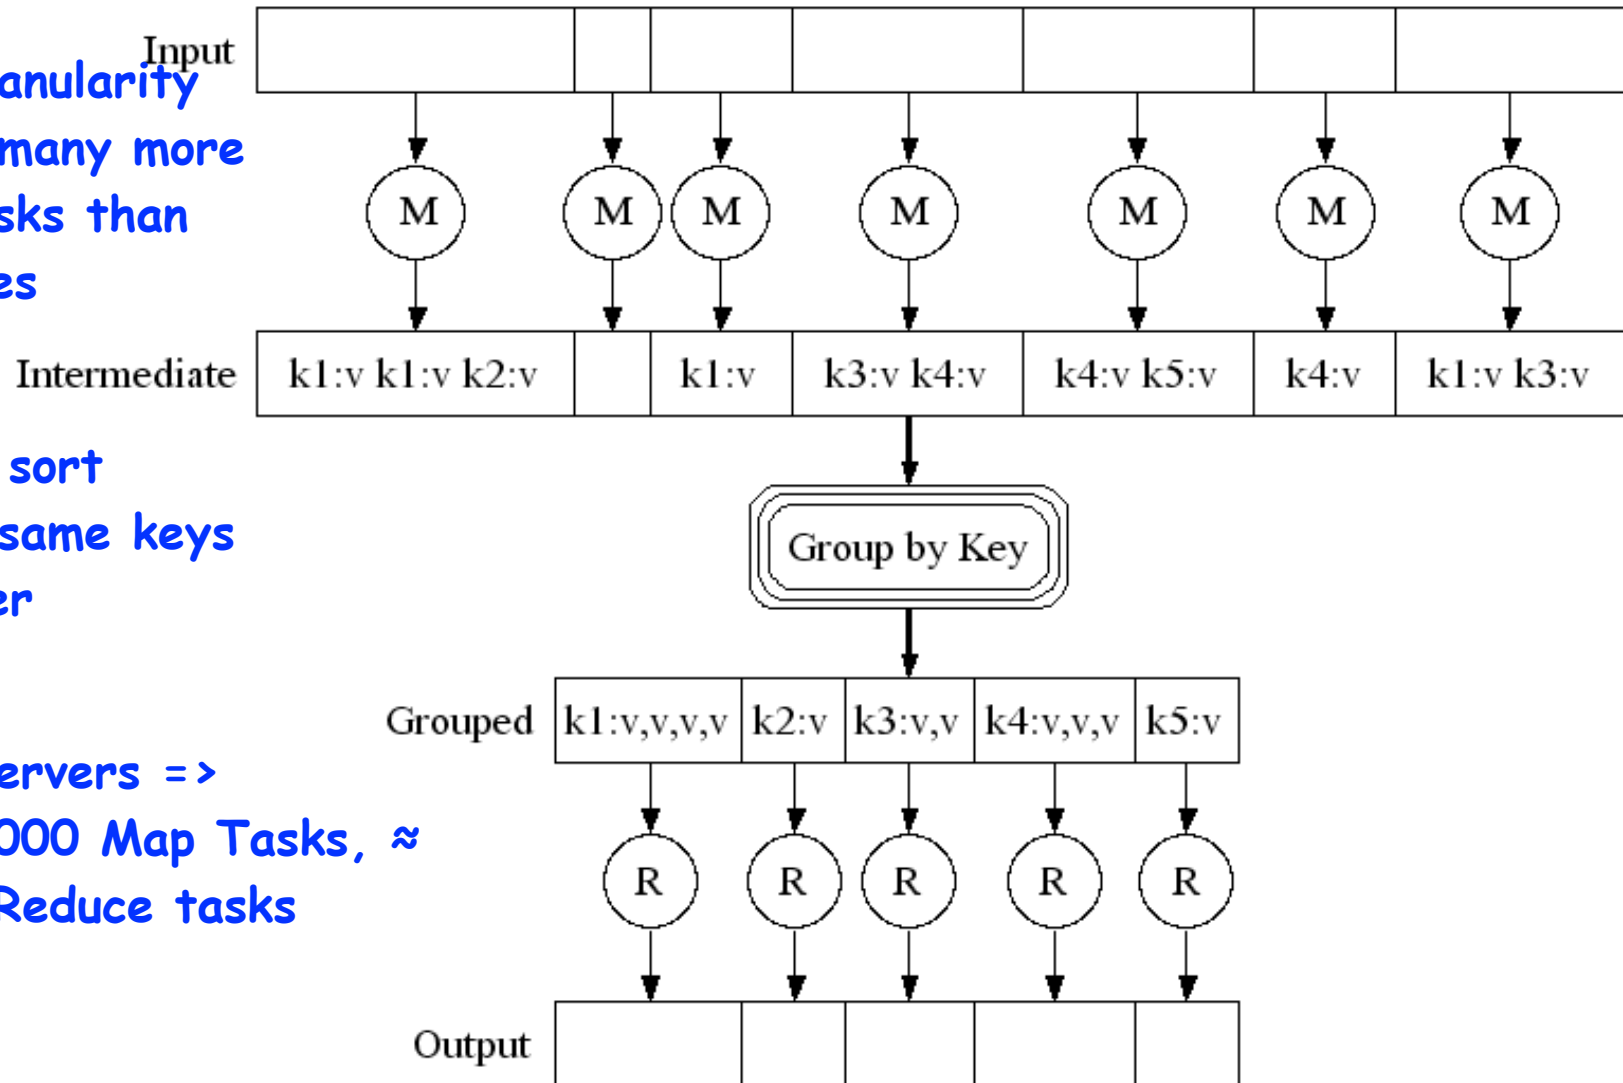 Input
anularity
many more
sks than
es
M M M M M M M
Intermediate k1:v k1:v k2:v k1:v k3:v k4:v k4:v k5:v k4:v k1:v k3:v
sort
same keys
er
Group by Key
Grouped k1:v,v,v,v k2:v k3:v,v k4:v,v,v k5:v
ervers =>
000 Map Tasks, ≈
Reduce tasks
R R R R R
Output